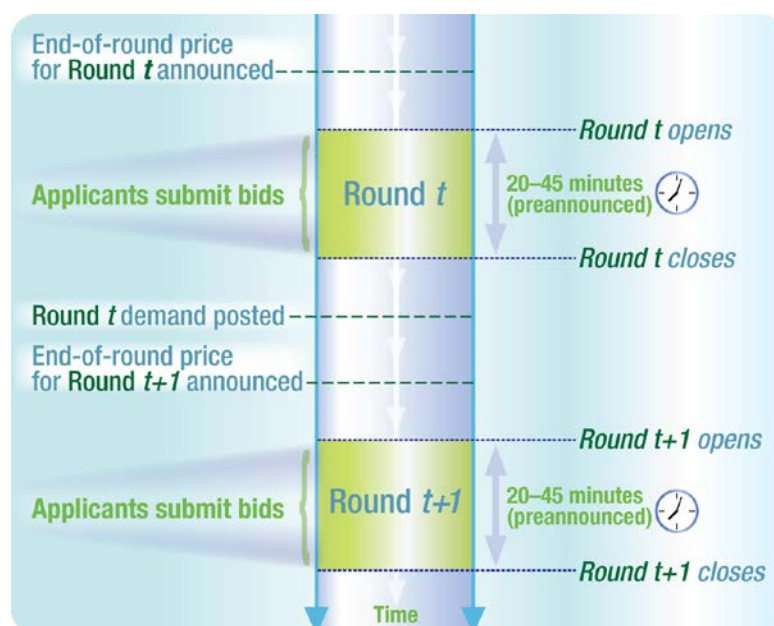 End-of-round price
for Round t announced
Round t opens
Applicants submit bids
Round t
20–45 minutes
(preannounced)
Round t closes
Round t demand posted
End-of-round price
for Round t+1 announced
Round t+1 opens
Applicants submit bids
Round t+1
20–45 minutes
(preannounced)
Round t+1 closes
Time